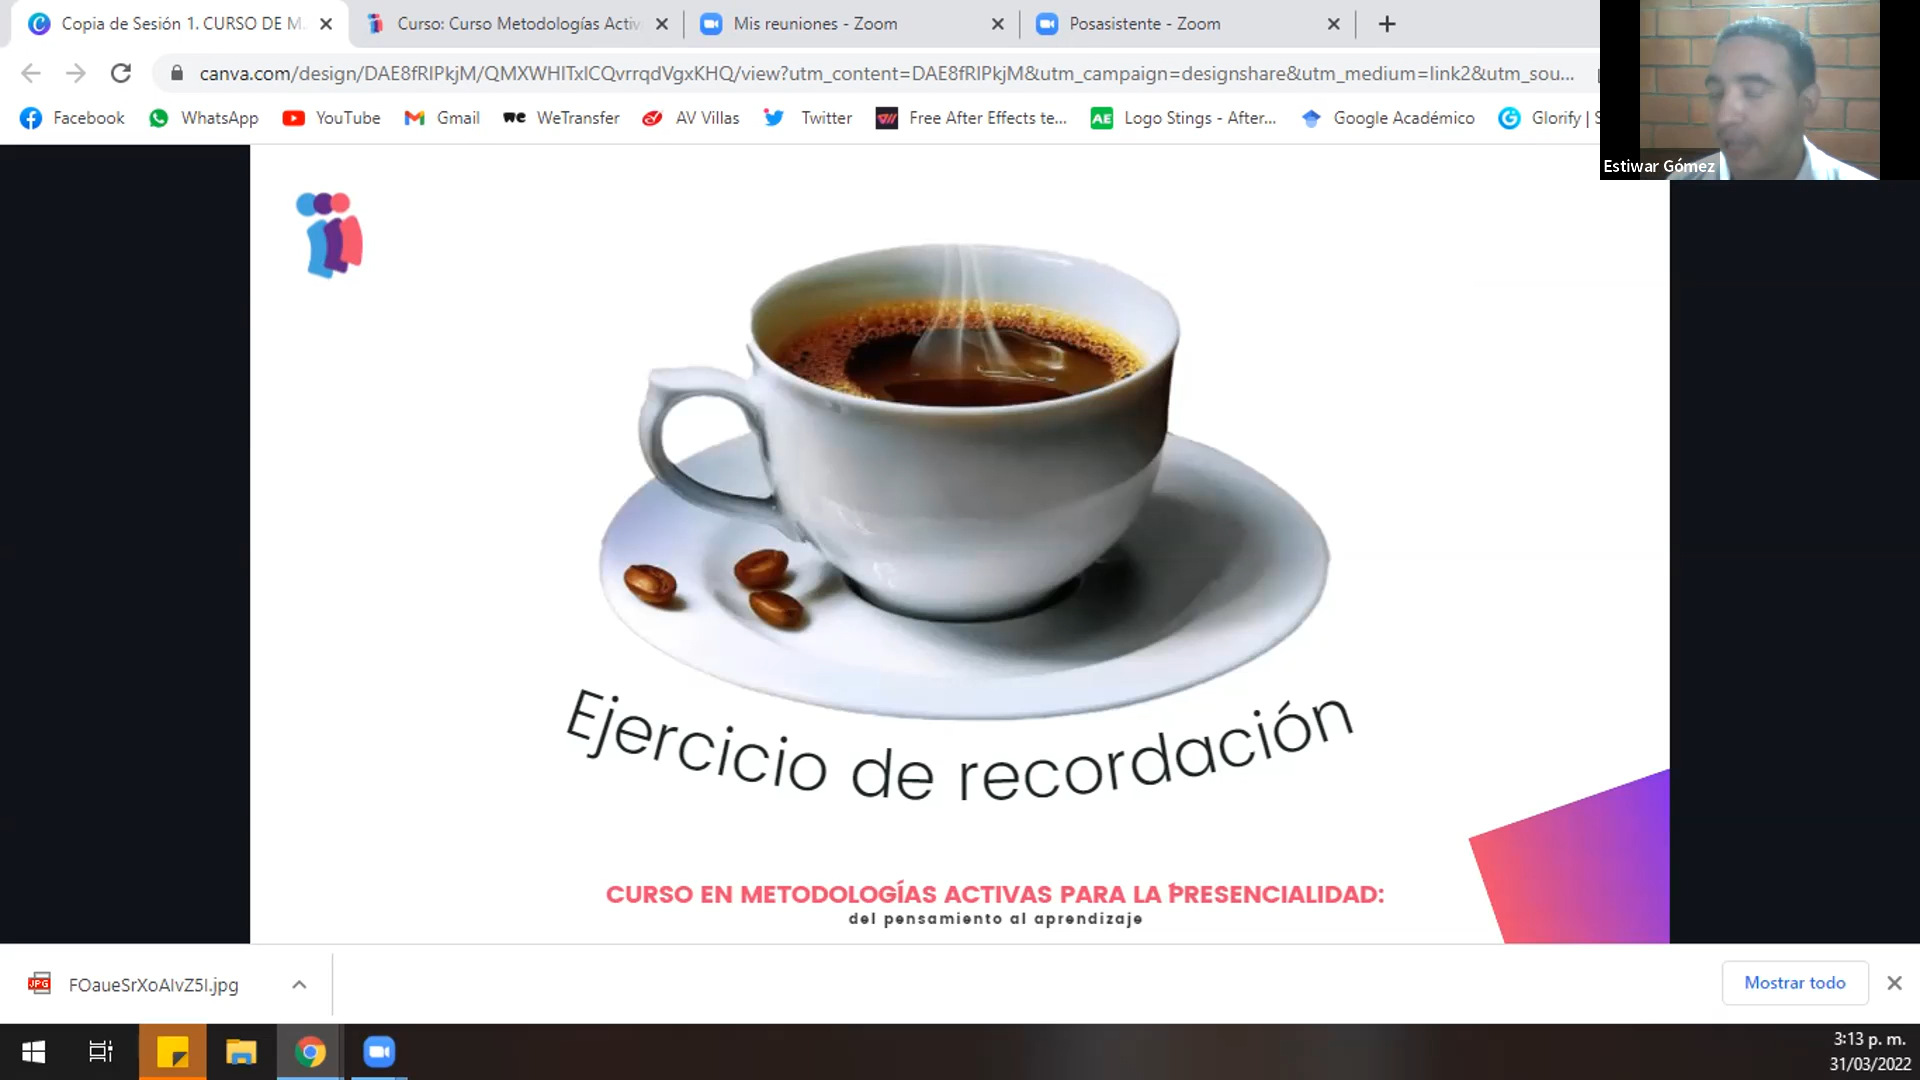 Copia de Sesión 1. CURSO DE M
Curso: Curso Metodologías Activ
Mis reuniones - Zoom
Posasistente - Zoom
canva.com/design/DAE8fRIPkjM/QMXWHITxICQvrrqdVgxKHQ/view?utm_content=DAE8fRIPkjM&utm_campaign=designshare&utm_medium=link2&utm_sou...
Facebook
WhatsApp
YouTube
Gmail
WeTransfer
AV Villas
Twitter
Free After Effects te...
Logo Stings - After...
Google Académico
Glorify | S
Estiwar Gómez
Ejercicio de recordación
CURSO EN METODOLOGÍAS ACTIVAS PARA LA PRESENCIALIDAD:
del pensamiento al aprendizaje
FOaueSrXoAIvZ5I.jpg
Mostrar todo
3:13 p. m.
31/03/2022